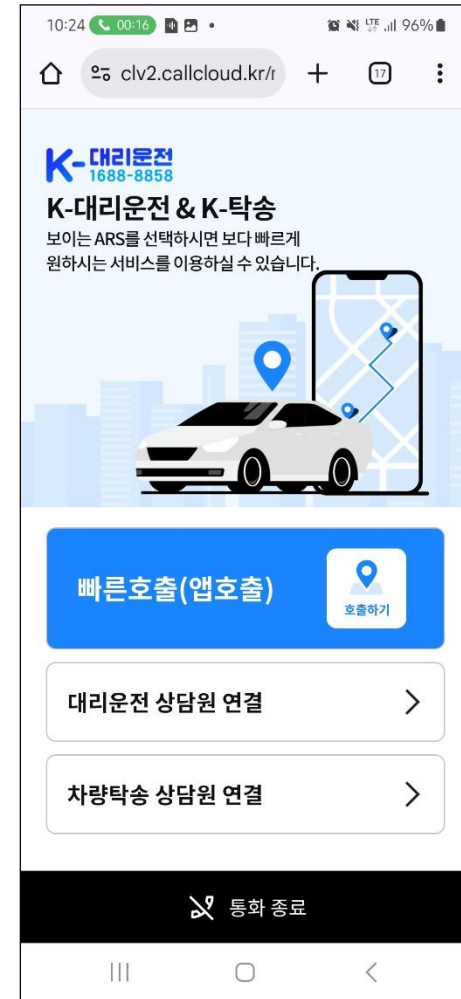 10:24 00:16 LTE 96%
clv2.callcloud.kr/r 17
K-대리운전
1688-8858
K-대리운전 & K-탁송
보이는 ARS를 선택하시면 보다 빠르게
원하시는 서비스를 이용하실 수 있습니다.
빠른호출(앱호출)
호출하기
대리운전 상담원 연결
차량탁송 상담원 연결
통화 종료